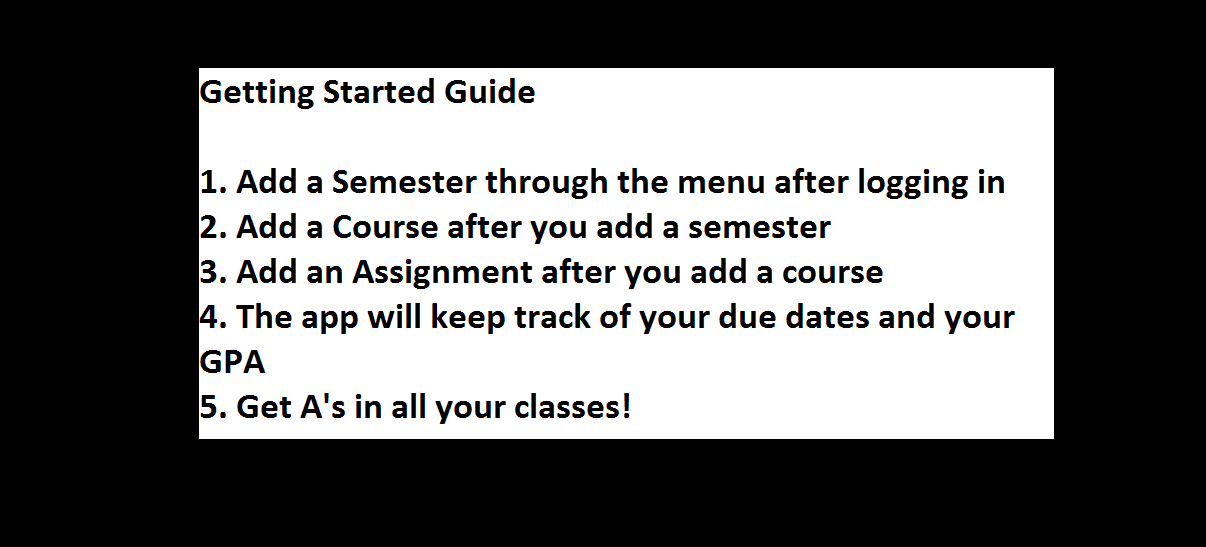 Getting Started Guide
1. Add a Semester through the menu after logging in
2. Add a Course after you add a semester
3. Add an Assignment after you add a course
4. The app will keep track of your due dates and your
GPA
5. Get A's in all your classes!